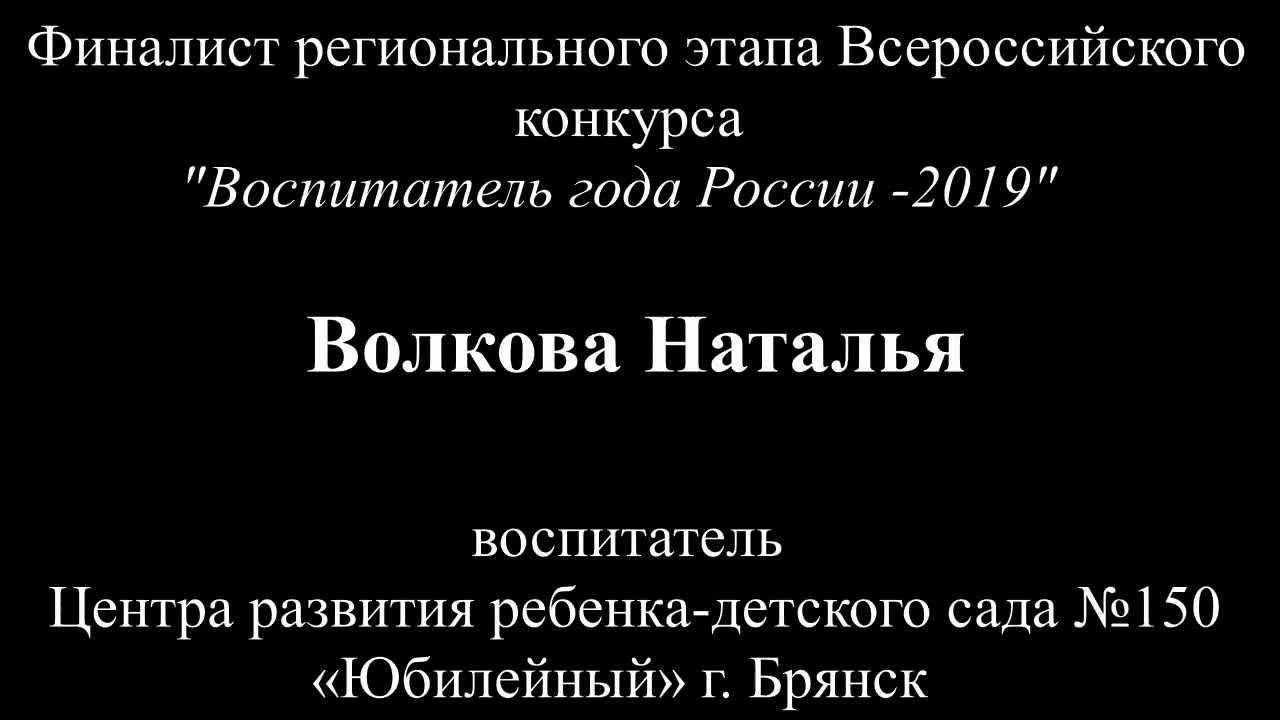 Финалист регионального этапа Всероссийского
конкурса
"Воспитатель года России -2019"
Волкова Наталья
воспитатель
Центра развития ребенка-детского сада №150
«Юбилейный» г. Брянск